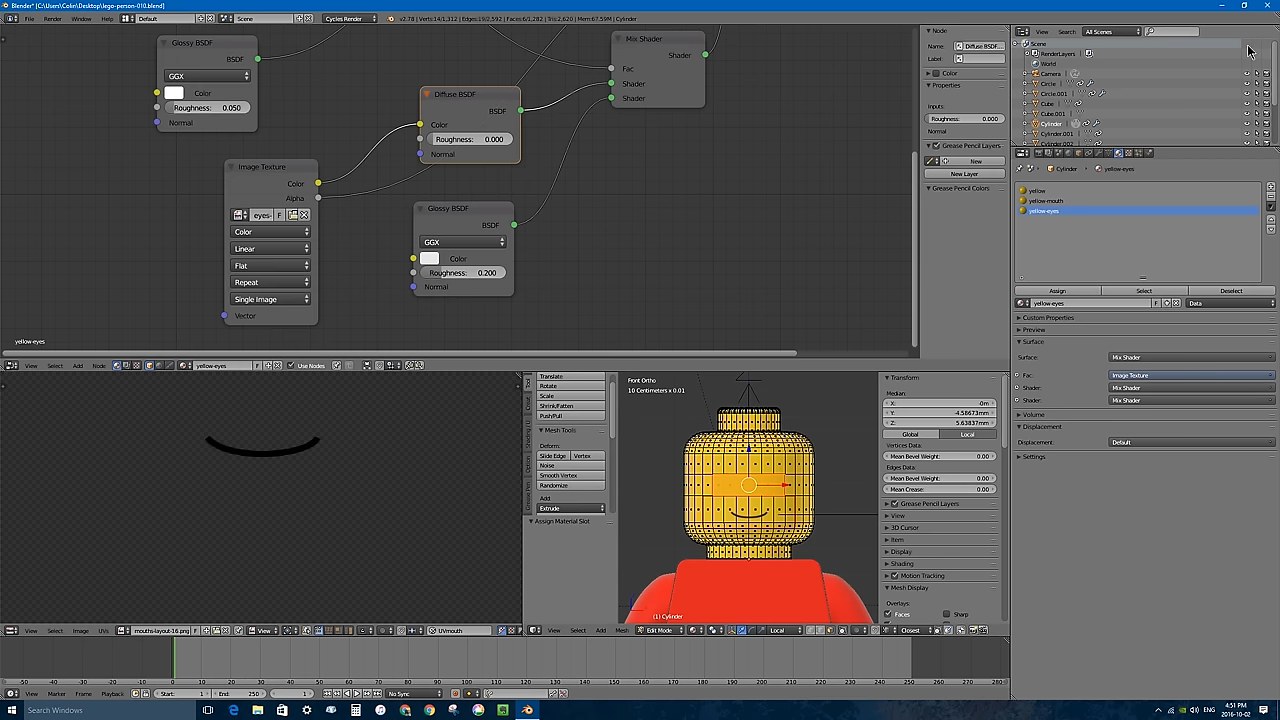 Blender* [C:\Users\Colin\Desktop\lego-person-010.blend]
File Render Window Help Default Scene Cycles Render v2.78 | Verts:14/1,312 | Edges:19/2,592 | Faces:6/1,282 | Tris:2,620 | Mem:67.59M | Cylinder
View Search All Scenes
Glossy BSDF
BSDF
GGX
Color
Roughness: 0.050
Normal
Mix Shader
Shader
Fac
Shader
Shader
Diffuse BSDF
BSDF
Color
Roughness: 0.000
Normal
Image Texture
Color
Alpha
eyes- F
Color
Linear
Flat
Repeat
Single Image
Vector
Glossy BSDF
BSDF
GGX
Color
Roughness: 0.200
Normal
yellow-eyes
Node
Name: Diffuse BSDF...
Label:
Color
Properties
Inputs:
Roughness: 0.000
Normal
Grease Pencil Layers
New
New Layer
Grease Pencil Colors
Scene
RenderLayers
World
Camera
Circle
Circle.001
Cube
Cube.001
Cylinder
Cylinder.001
Cylinder.002
Cylinder yellow-eyes
yellow
yellow-mouth
yellow-eyes
Assign Select Deselect
yellow-eyes F Data
Custom Properties
Preview
Surface
Surface: Mix Shader
Fac: Image Texture
Shader: Mix Shader
Shader: Mix Shader
Volume
Displacement
Displacement: Default
Settings
View Select Add Node yellow-eyes F Use Nodes
Translate
Rotate
Scale
Shrink/Fatten
Push/Pull
Mesh Tools
Deform:
Slide Edge Vertex
Noise
Smooth Vertex
Randomize
Add
Extrude
Assign Material Slot
Front Ortho
10 Centimeters x 0.01
(1) Cylinder
Transform
Median:
X: -0m
Y: -4.58673mm
Z: 5.63837mm
Global Local
Vertices Data:
Mean Bevel Weight: 0.00
Edges Data:
Mean Bevel Weight: 0.00
Mean Crease: 0.00
Grease Pencil Layers
View
3D Cursor
Item
Display
Shading
Motion Tracking
Mesh Display
Overlays:
Faces Sharp
View Select Image UVs mouths-layout-16.png F View UVmouth
View Select Add Mesh Edit Mode Local Closest
-50 -40 -30 -20 -10 0 10 20 30 40 50 60 70 80 90 100 110 120 130 140 150 160 170 180 190 200 210 220 230 240 250 260 270 280
View Marker Frame Playback Start: 1 End: 250 1 No Sync
Search Windows
ENG
4:51 PM
2016-10-02